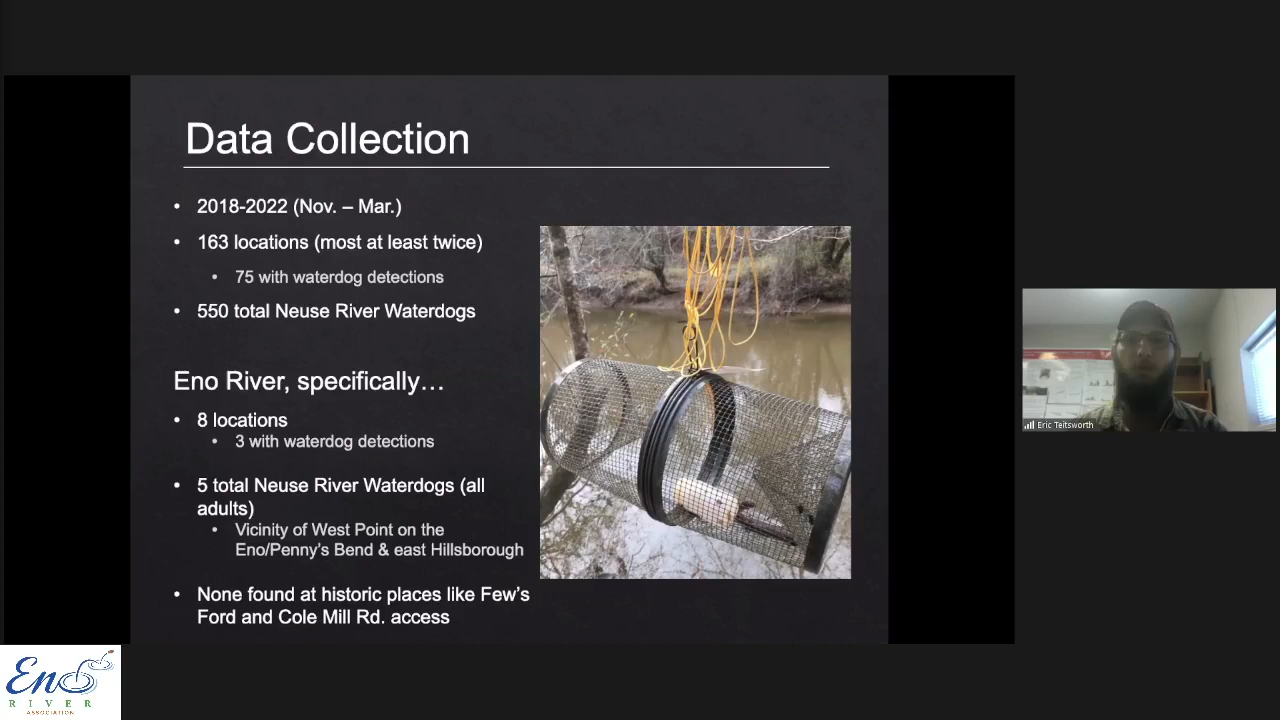 Data Collection
• 2018-2022 (Nov. – Mar.)
• 163 locations (most at least twice)
• 75 with waterdog detections
• 550 total Neuse River Waterdogs
Eno River, specifically…
• 8 locations
• 3 with waterdog detections
• 5 total Neuse River Waterdogs (all
adults)
• Vicinity of West Point on the
Eno/Penny’s Bend & east Hillsborough
• None found at historic places like Few’s
Ford and Cole Mill Rd. access
Eric Teitsworth
Eno
RIVER
ASSOCIATION